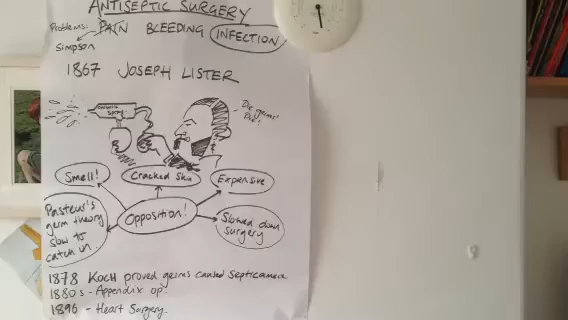 ANTISEPTIC SURGERY
Problems: PAIN BLEEDING INFECTION
Simpson
1867 JOSEPH LISTER
Carbolic Spray
Die germs! Die!
Smell!
Cracked Skin
Expensive
Opposition!
Pasteur's
germ theory
slow to
catch on.
Slowed down
surgery
1878 KOCH proved germs caused Septicaemia
1880s - Appendix op.
1896 - Heart Surgery.